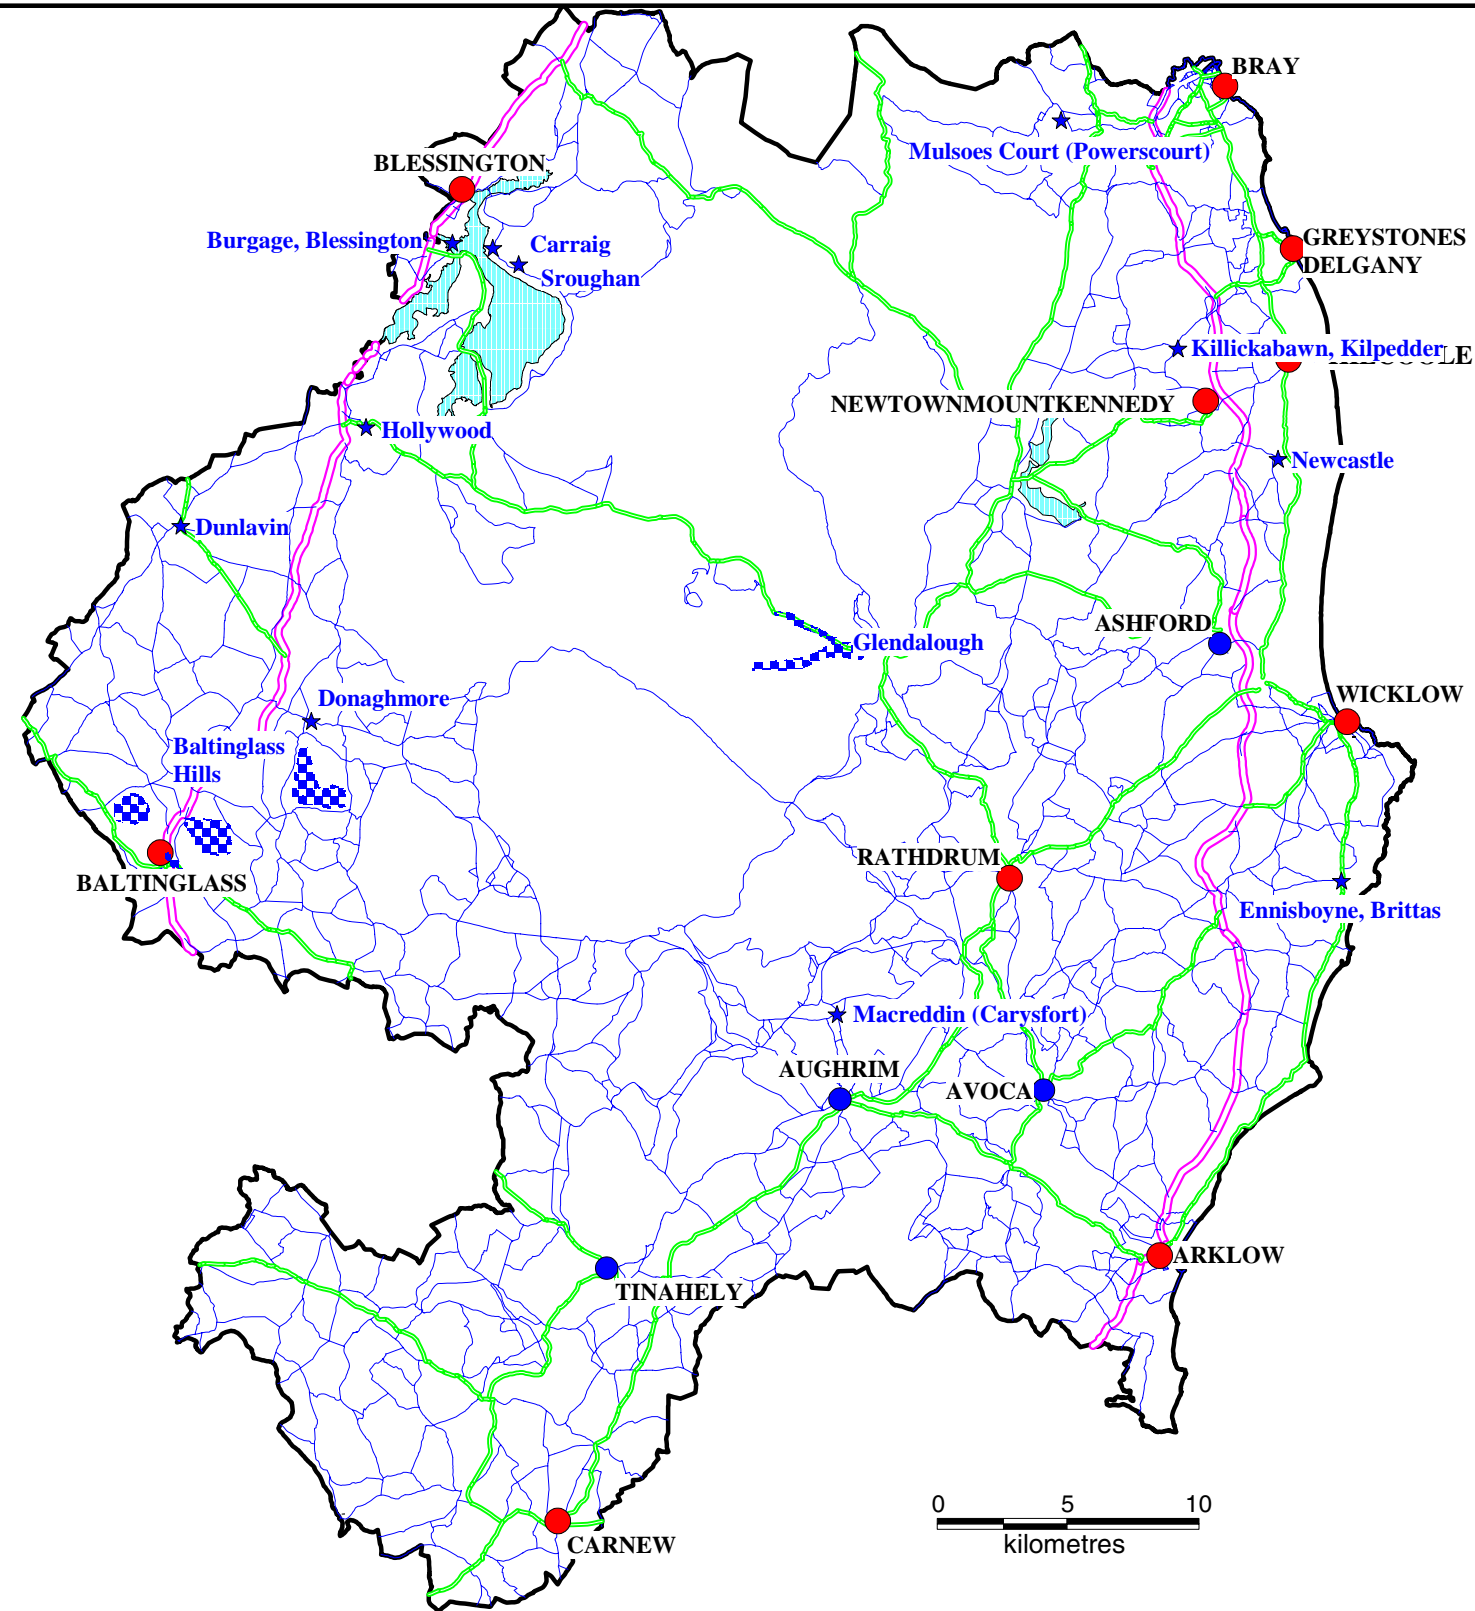 BRAY
Mulsoes Court (Powerscourt)
BLESSINGTON
Burgage, Blessington
Carraig
Sroughan
GREYSTONES
DELGANY
Killickabawn, Kilpedder
NEWTOWNMOUNTKENNEDY
Hollywood
Newcastle
Dunlavin
ASHFORD
Glendalough
WICKLOW
Donaghmore
Baltinglass
Hills
RATHDRUM
BALTINGLASS
Ennisboyne, Brittas
Macreddin (Carysfort)
AUGHRIM
AVOCA
ARKLOW
TINAHELY
0 5 10
kilometres
CARNEW